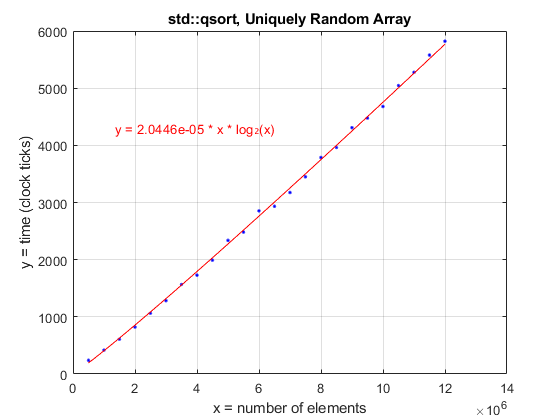 std::qsort, Uniquely Random Array
y = time (clock ticks)
6000
5000
4000
3000
2000
1000
0
y = 2.0446e-05 * x * log₂(x)
0 2 4 6 8 10 12 14
x = number of elements
×10⁶